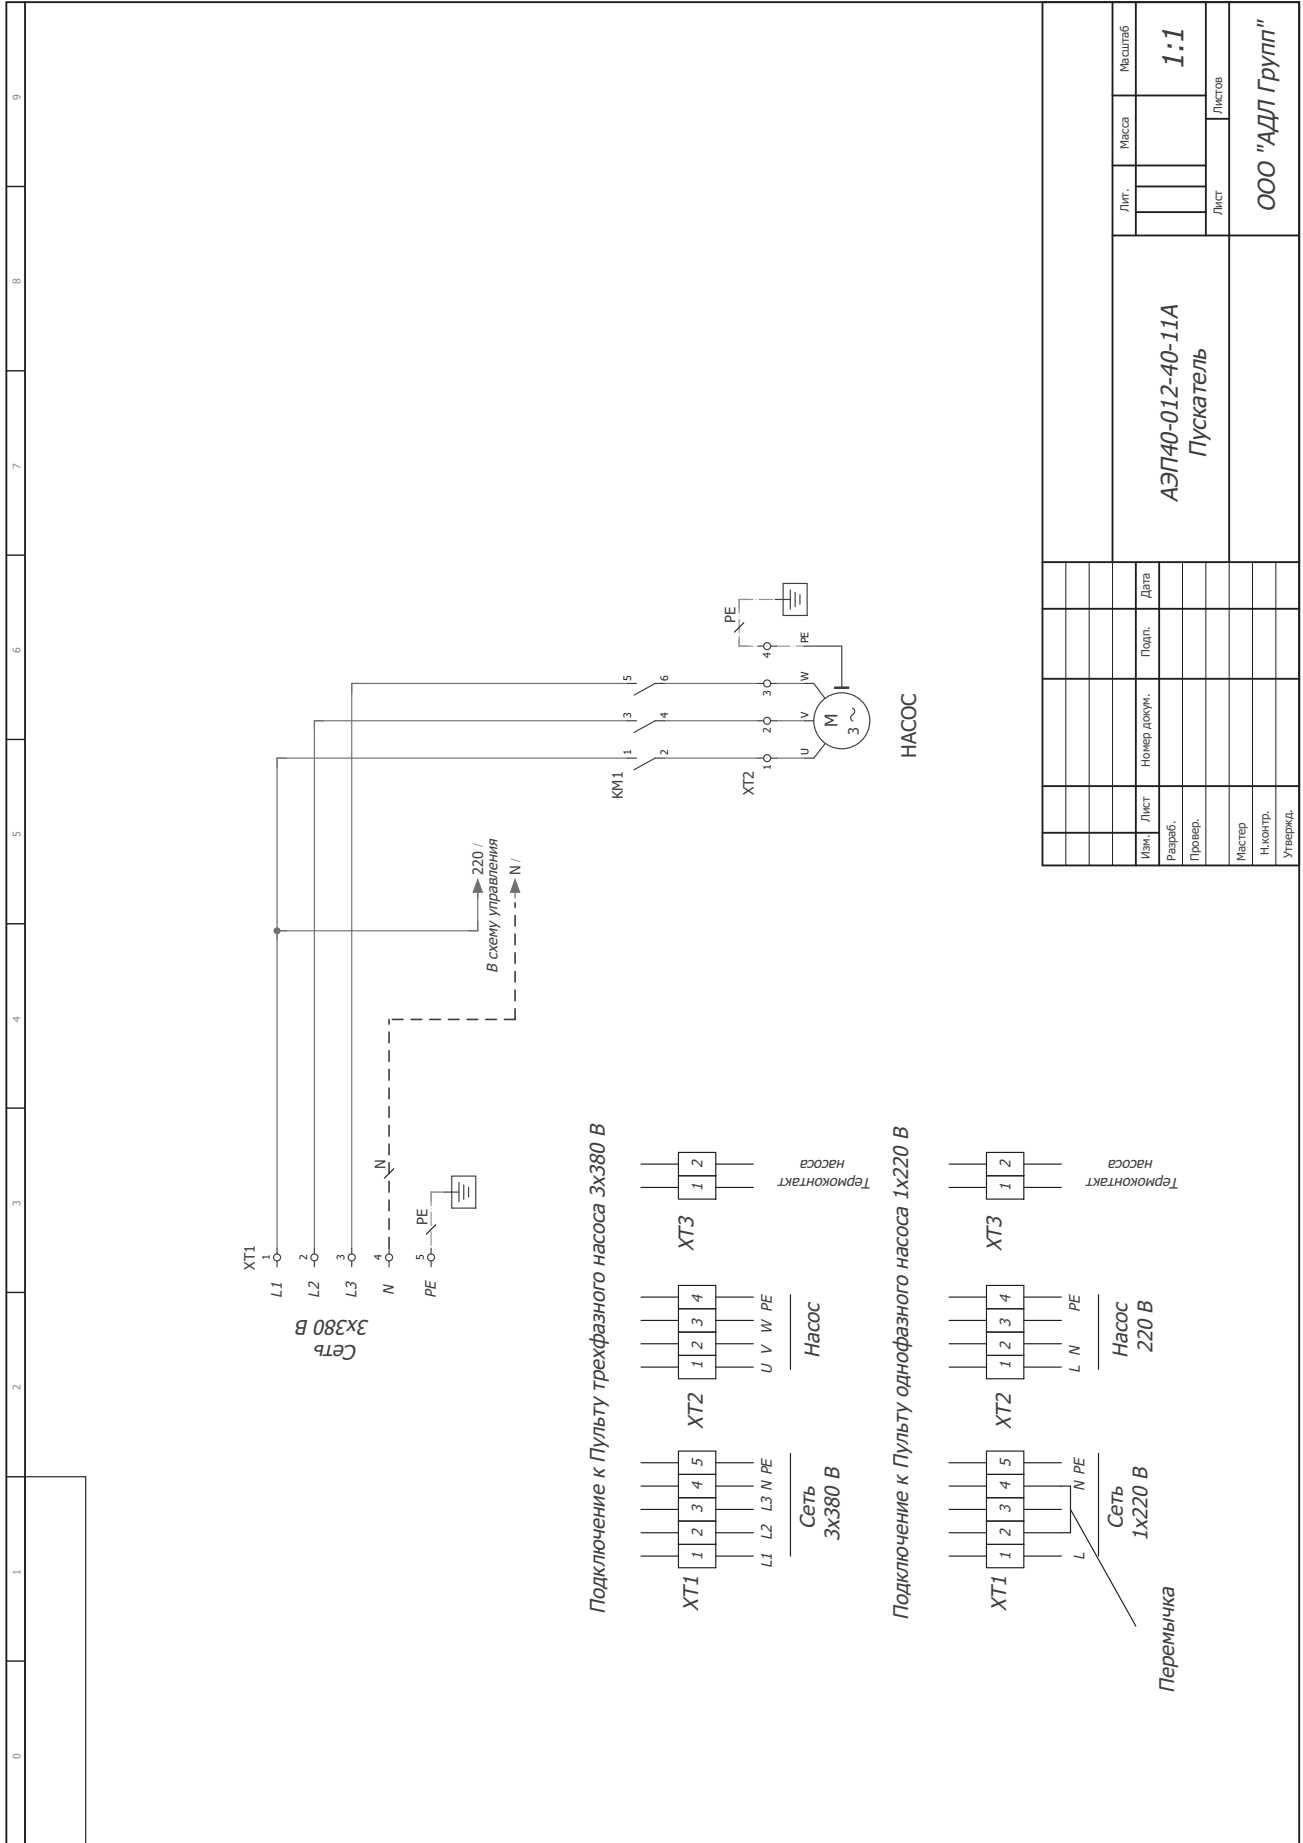 0 1 2 3 4 5 6 7 8 9
Сеть
3х380 В
XT1
L1 1
L2 2
L3 3
N 4
N
PE 5
PE
220 /
В схему управления
N /
KM1
1 3 5
2 4 6
XT2
1 2 3 4
PE
U V W PE
M
3 ~
НАСОС
Подключение к Пульту трехфазного насоса 3х380 В
XT1 1 2 3 4 5
L1 L2 L3 N PE
Сеть
3х380 В
XT2 1 2 3 4
U V W PE
Насос
XT3 1 2
Термоконтакт
насоса
Подключение к Пульту однофазного насоса 1х220 В
XT1 1 2 3 4 5
L N PE
Сеть
1х220 В
Перемычка
XT2 1 2 3 4
L N PE
Насос
220 В
XT3 1 2
Термоконтакт
насоса
Изм. Лист Номер докум. Подп. Дата
Разраб.
Провер.
Мастер
Н.контр.
Утвержд.
АЭП40-012-40-11А
Пускатель
Лит. Масса Масштаб
1:1
Лист Листов
ООО "АДЛ Групп"